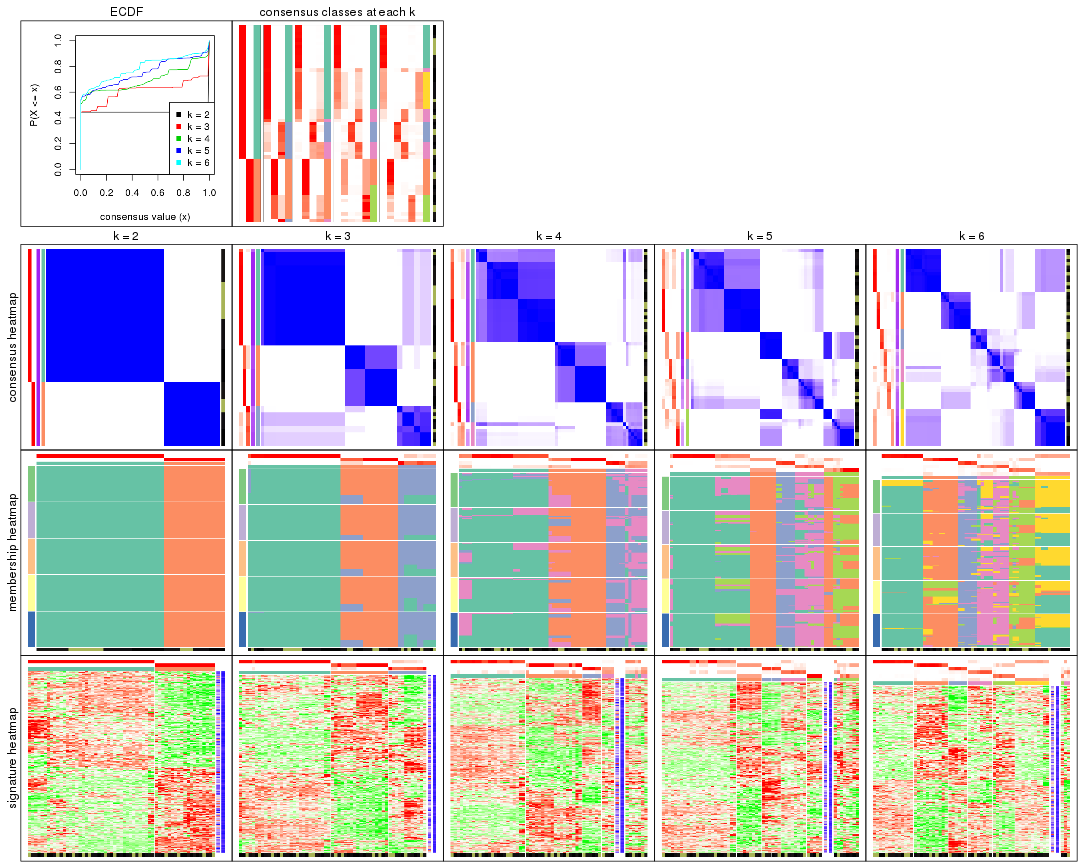 ECDF
consensus classes at each k
P(X <= x)
0.0
0.2
0.4
0.6
0.8
1.0
k = 2
k = 3
k = 4
k = 5
k = 6
0.0 0.2 0.4 0.6 0.8 1.0
consensus value (x)
k = 2
k = 3
k = 4
k = 5
k = 6
consensus heatmap
membership heatmap
signature heatmap